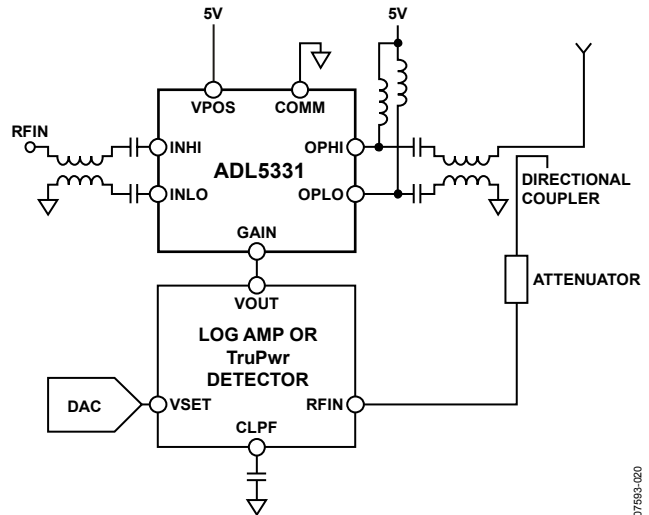 5V
5V
VPOS
COMM
RFIN
INHI
OPHI
ADL5331
INLO
OPLO
DIRECTIONAL
COUPLER
GAIN
ATTENUATOR
VOUT
LOG AMP OR
TruPwr
DETECTOR
DAC
VSET
RFIN
CLPF
07593-020